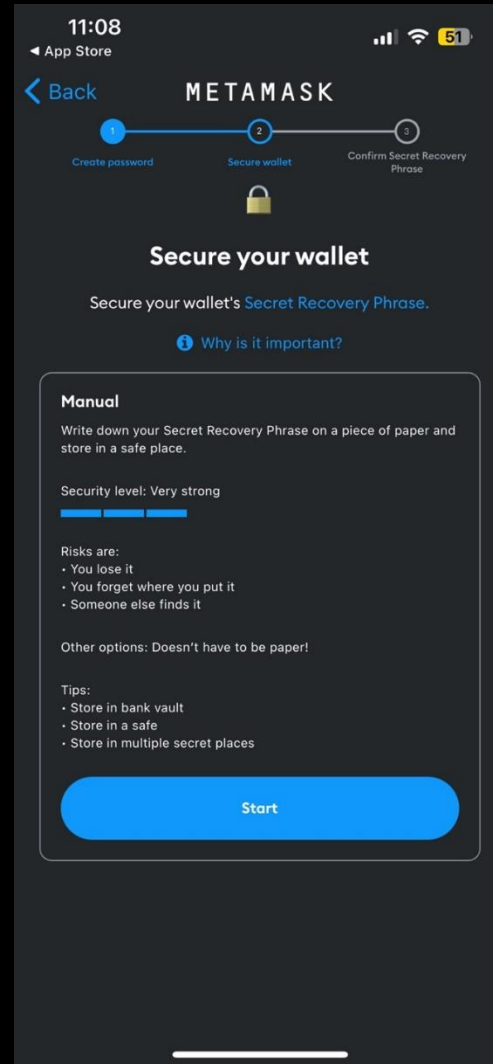 11:08
51
◀ App Store
Back
METAMASK
1
2
3
Create password
Secure wallet
Confirm Secret Recovery
Phrase
Secure your wallet
Secure your wallet's Secret Recovery Phrase.
Why is it important?
Manual
Write down your Secret Recovery Phrase on a piece of paper and
store in a safe place.
Security level: Very strong
Risks are:
• You lose it
• You forget where you put it
• Someone else finds it
Other options: Doesn't have to be paper!
Tips:
• Store in bank vault
• Store in a safe
• Store in multiple secret places
Start